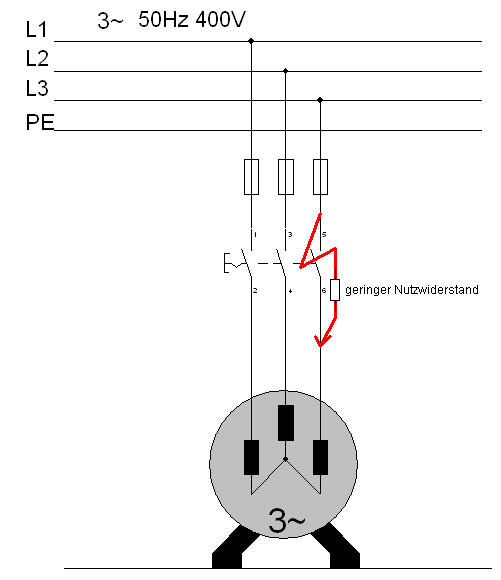 3~ 50Hz 400V
L1
L2
L3
PE
1 3 5
2 4 6
geringer Nutzwiderstand
3~